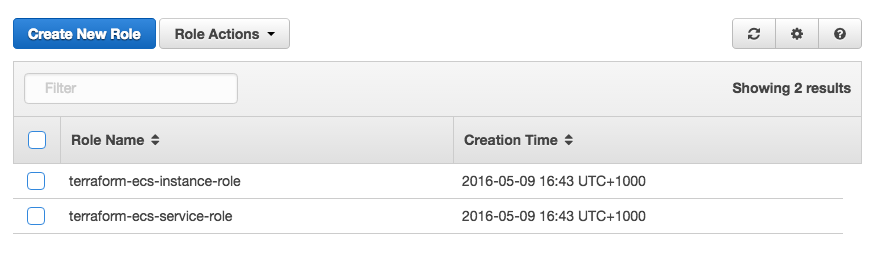 Create New Role Role Actions
Filter Showing 2 results
Role Name Creation Time
terraform-ecs-instance-role 2016-05-09 16:43 UTC+1000
terraform-ecs-service-role 2016-05-09 16:43 UTC+1000